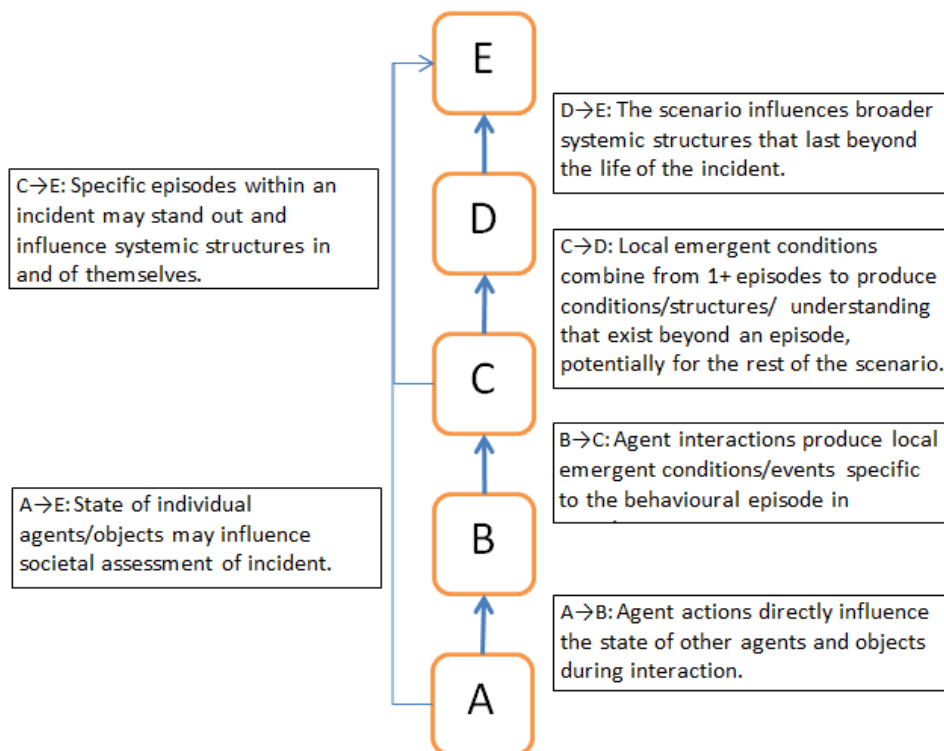 E
D→E: The scenario influences broader
systemic structures that last beyond
the life of the incident.
C→E: Specific episodes within an
incident may stand out and
influence systemic structures in
and of themselves.
D
C→D: Local emergent conditions
combine from 1+ episodes to produce
conditions/structures/ understanding
that exist beyond an episode,
potentially for the rest of the scenario.
C
B→C: Agent interactions produce local
emergent conditions/events specific
to the behavioural episode in
A→E: State of individual
agents/objects may influence
societal assessment of incident.
B
A→B: Agent actions directly influence
the state of other agents and objects
during interaction.
A